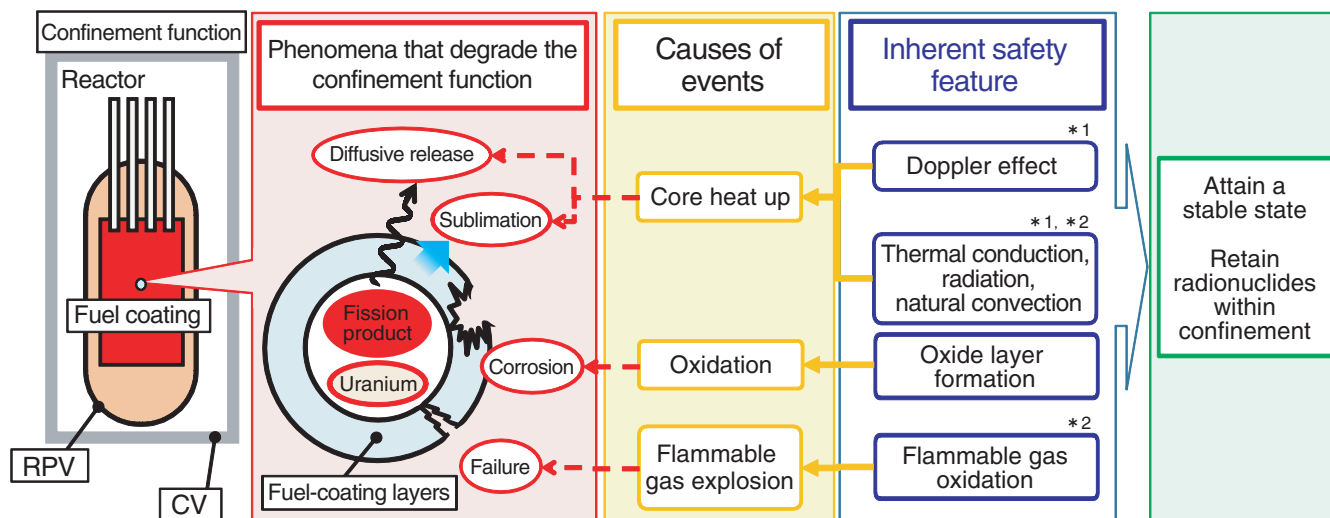 Confinement function
Reactor
Fuel coating
RPV
CV
Phenomena that degrade the
confinement function
Diffusive release
Sublimation
Fission
product
Uranium
Corrosion
Failure
Fuel-coating layers
Causes of
events
Core heat up
Oxidation
Flammable
gas explosion
Inherent safety
feature
*1
Doppler effect
*1, *2
Thermal conduction,
radiation,
natural convection
Oxide layer
formation
*2
Flammable gas
oxidation
Attain a
stable state
Retain
radionuclides
within
confinement